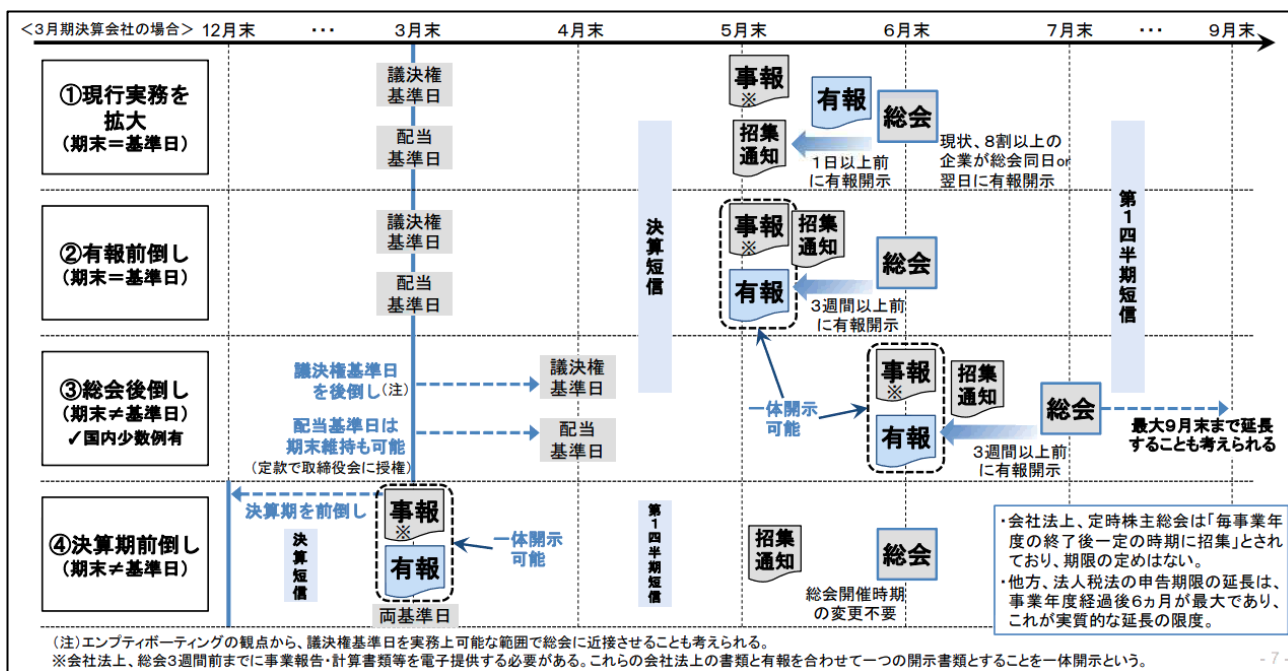 <3月期決算会社の場合> 12月末 … 3月末 4月末 5月末 6月末 7月末 … 9月末
①現行実務を
拡大
(期末=基準日)
議決権
基準日
配当
基準日
事報
※
招集
通知
有報
総会
1日以上前
に有報開示
現状、8割以上の
企業が総会同日or
翌日に有報開示
決算短信
第1四半期短信
②有報前倒し
(期末=基準日)
議決権
基準日
配当
基準日
事報
※
有報
招集
通知
総会
3週間以上前
に有報開示
③総会後倒し
(期末≠基準日)
✓国内少数例有
議決権基準日
を後倒し(注)
配当基準日は
期末維持も可能
(定款で取締役会に授権)
議決権
基準日
配当
基準日
一体開示
可能
事報
※
有報
招集
通知
総会
3週間以上前
に有報開示
最大9月末まで延長
することも考えられる
④決算期前倒し
(期末≠基準日)
決算期を前倒し
決算短信
事報
※
有報
両基準日
一体開示
可能
第1四半期短信
招集
通知
総会
総会開催時期
の変更不要
・会社法上、定時株主総会は「毎事業年
度の終了後一定の時期に招集」とされ
ており、期限の定めはない。
・他方、法人税法の申告期限の延長は、
事業年度経過後6ヵ月が最大であり、
これが実質的な延長の限度。
(注)エンプティボーティングの観点から、議決権基準日を実務上可能な範囲で総会に近接させることも考えられる。
※会社法上、総会3週間前までに事業報告・計算書類等を電子提供する必要がある。これらの会社法上の書類と有報を合わせて一つの開示書類とすることを一体開示という。
- 7